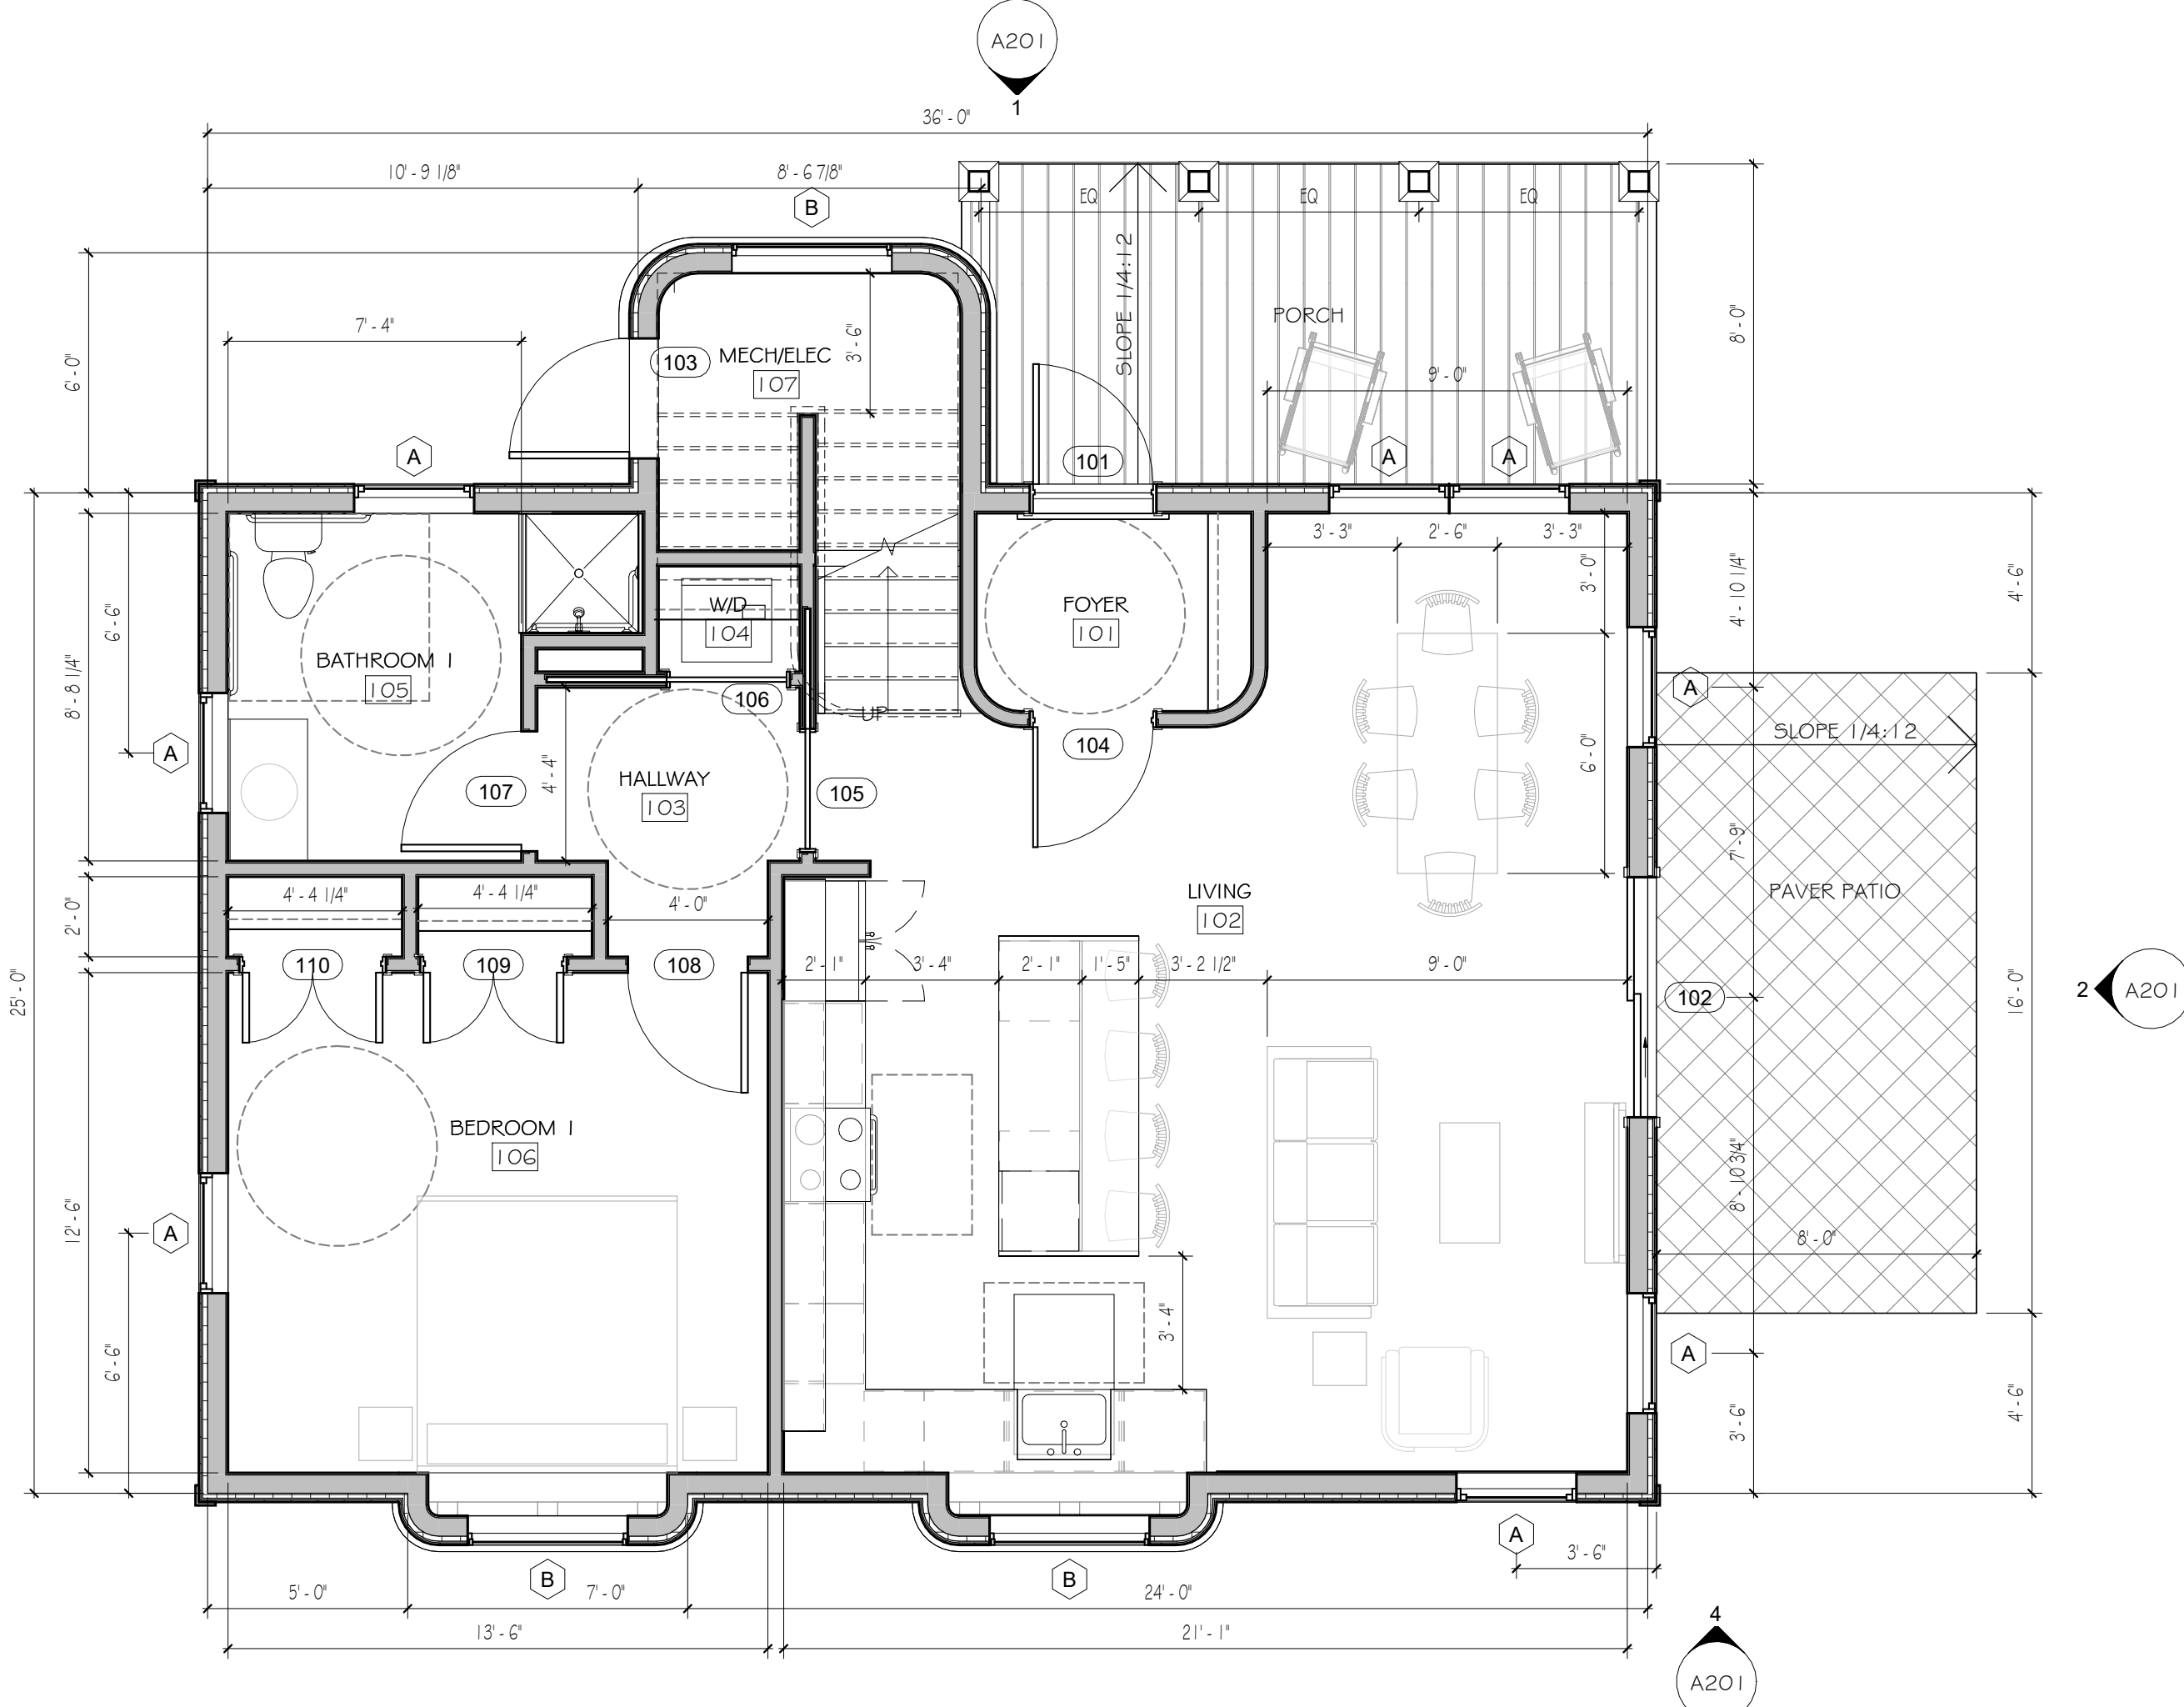 A201
1
36' - 0"
10' - 9 1/8"
8' - 6 7/8"
B
EQ
EQ
EQ
SLOPE 1/4:12
PORCH
8' - 0"
7' - 4"
6' - 0"
103
MECH/ELEC
107
3' - 6"
9' - 0"
A
101
A
A
3' - 3"
2' - 6"
3' - 3"
3' - 0"
4' - 10 1/4"
4' - 6"
6' - 6"
8' - 8 1/4"
W/D
104
FOYER
101
BATHROOM 1
105
106
UP
A
SLOPE 1/4:12
104
6' - 0"
A
107
4' - 4"
HALLWAY
103
105
7' - 9"
4' - 4 1/4"
4' - 4 1/4"
4' - 0"
LIVING
102
PAVER PATIO
2' - 0"
25' - 0"
110
109
108
2' - 1"
3' - 4"
2' - 1"
1' - 5"
3' - 2 1/2"
9' - 0"
102
16' - 0"
2
A201
BEDROOM 1
106
12' - 6"
A
8' - 10 3/4"
8' - 0"
6' - 6"
3' - 4"
A
3' - 6"
4' - 6"
A
3' - 6"
B
B
5' - 0"
7' - 0"
24' - 0"
13' - 6"
21' - 1"
4
A201